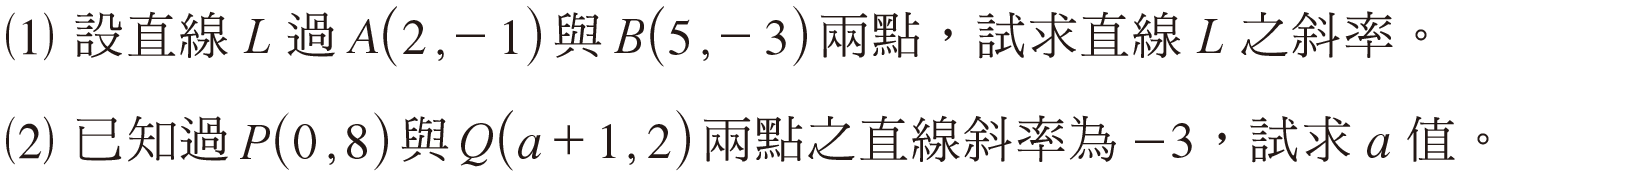 (1) 設直線 L 過 A(2,−1) 與 B(5,−3) 兩點，試求直線 L 之斜率。
(2) 已知過 P(0,8) 與 Q(a+1,2) 兩點之直線斜率為 −3，試求 a 值。